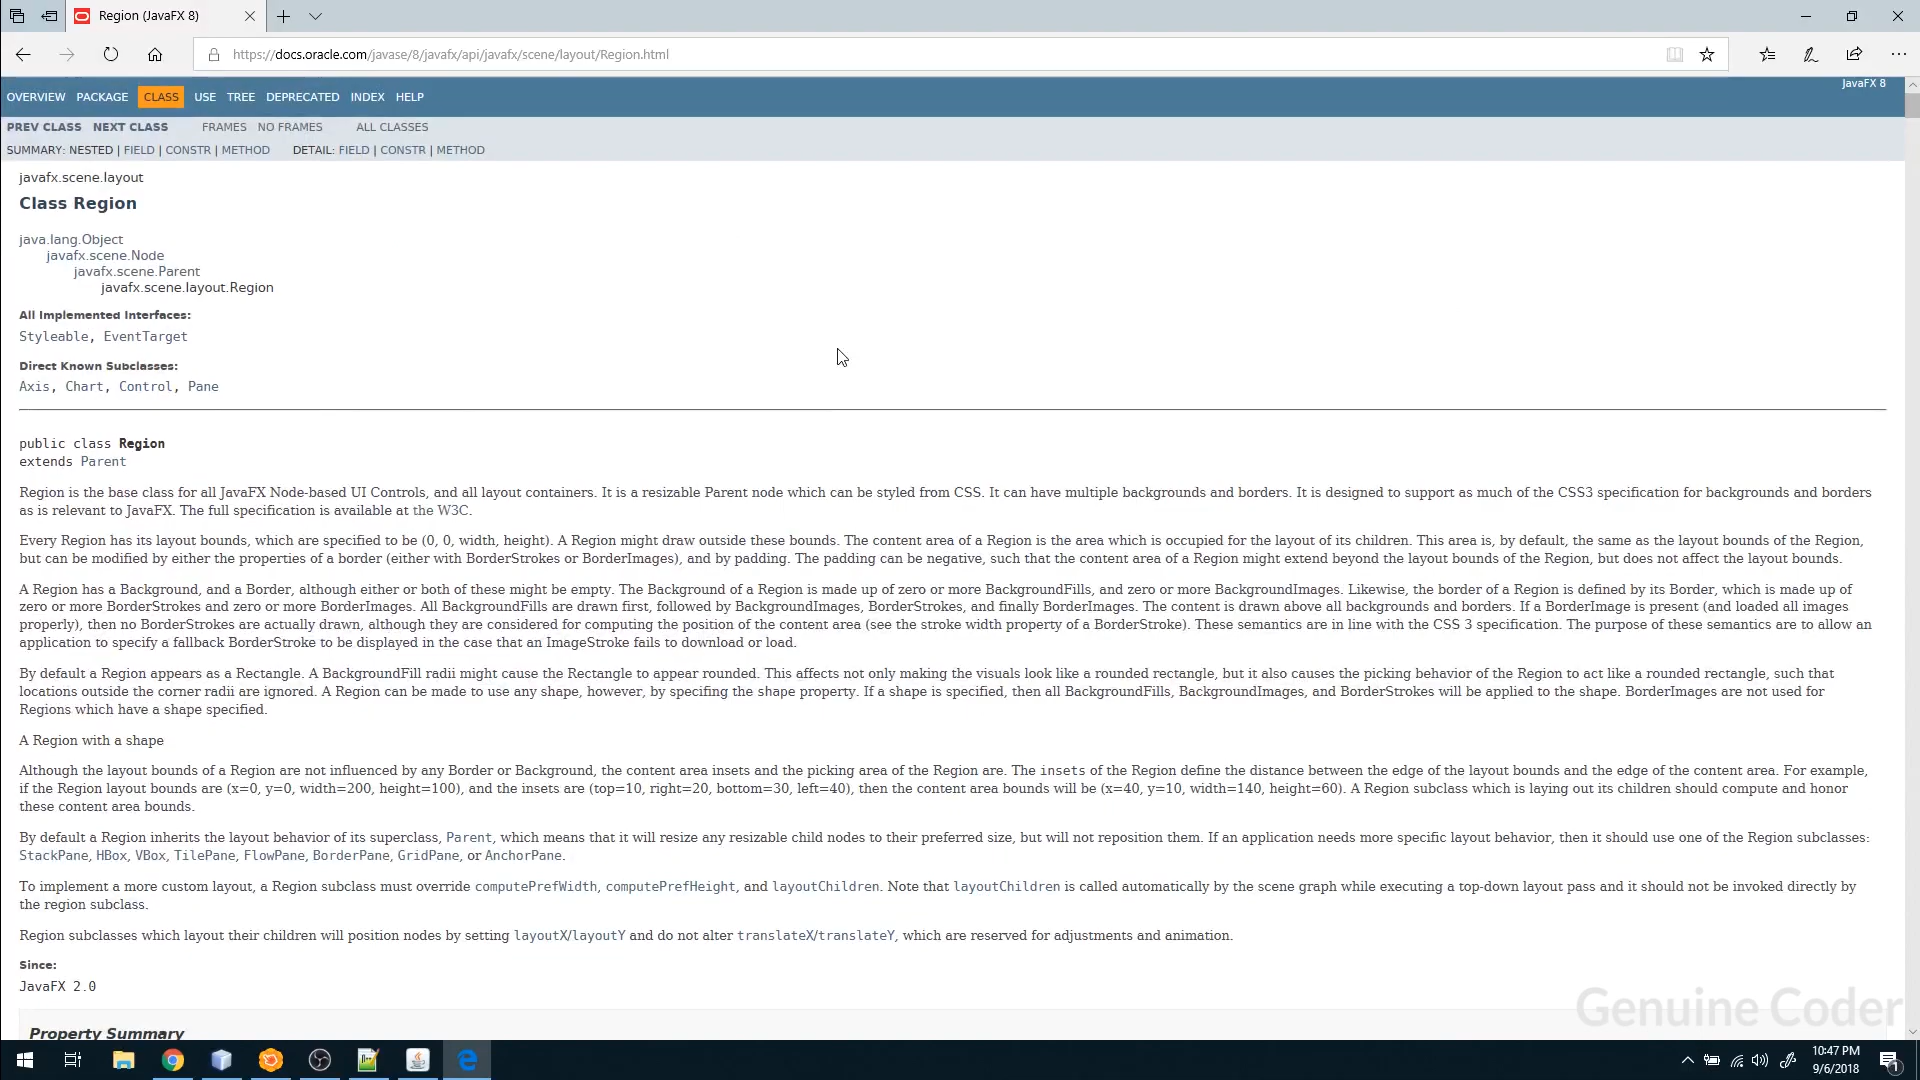 Region (JavaFX 8)
https://docs.oracle.com/javase/8/javafx/api/javafx/scene/layout/Region.html
JavaFX 8
OVERVIEW PACKAGE CLASS USE TREE DEPRECATED INDEX HELP
PREV CLASS NEXT CLASS FRAMES NO FRAMES ALL CLASSES
SUMMARY: NESTED | FIELD | CONSTR | METHOD DETAIL: FIELD | CONSTR | METHOD
javafx.scene.layout
Class Region
java.lang.Object
javafx.scene.Node
javafx.scene.Parent
javafx.scene.layout.Region
All Implemented Interfaces:
Styleable, EventTarget
Direct Known Subclasses:
Axis, Chart, Control, Pane
public class Region
extends Parent
Region is the base class for all JavaFX Node-based UI Controls, and all layout containers. It is a resizable Parent node which can be styled from CSS. It can have multiple backgrounds and borders. It is designed to support as much of the CSS3 specification for backgrounds and borders
as is relevant to JavaFX. The full specification is available at the W3C.
Every Region has its layout bounds, which are specified to be (0, 0, width, height). A Region might draw outside these bounds. The content area of a Region is the area which is occupied for the layout of its children. This area is, by default, the same as the layout bounds of the Region,
but can be modified by either the properties of a border (either with BorderStrokes or BorderImages), and by padding. The padding can be negative, such that the content area of a Region might extend beyond the layout bounds of the Region, but does not affect the layout bounds.
A Region has a Background, and a Border, although either or both of these might be empty. The Background of a Region is made up of zero or more BackgroundFills, and zero or more BackgroundImages. Likewise, the border of a Region is defined by its Border, which is made up of
zero or more BorderStrokes and zero or more BorderImages. All BackgroundFills are drawn first, followed by BackgroundImages, BorderStrokes, and finally BorderImages. The content is drawn above all backgrounds and borders. If a BorderImage is present (and loaded all images
properly), then no BorderStrokes are actually drawn, although they are considered for computing the position of the content area (see the stroke width property of a BorderStroke). These semantics are in line with the CSS 3 specification. The purpose of these semantics are to allow an
application to specify a fallback BorderStroke to be displayed in the case that an ImageStroke fails to download or load.
By default a Region appears as a Rectangle. A BackgroundFill radii might cause the Rectangle to appear rounded. This affects not only making the visuals look like a rounded rectangle, but it also causes the picking behavior of the Region to act like a rounded rectangle, such that
locations outside the corner radii are ignored. A Region can be made to use any shape, however, by specifing the shape property. If a shape is specified, then all BackgroundFills, BackgroundImages, and BorderStrokes will be applied to the shape. BorderImages are not used for
Regions which have a shape specified.
A Region with a shape
Although the layout bounds of a Region are not influenced by any Border or Background, the content area insets and the picking area of the Region are. The insets of the Region define the distance between the edge of the layout bounds and the edge of the content area. For example,
if the Region layout bounds are (x=0, y=0, width=200, height=100), and the insets are (top=10, right=20, bottom=30, left=40), then the content area bounds will be (x=40, y=10, width=140, height=60). A Region subclass which is laying out its children should compute and honor
these content area bounds.
By default a Region inherits the layout behavior of its superclass, Parent, which means that it will resize any resizable child nodes to their preferred size, but will not reposition them. If an application needs more specific layout behavior, then it should use one of the Region subclasses:
StackPane, HBox, VBox, TilePane, FlowPane, BorderPane, GridPane, or AnchorPane.
To implement a more custom layout, a Region subclass must override computePrefWidth, computePrefHeight, and layoutChildren. Note that layoutChildren is called automatically by the scene graph while executing a top-down layout pass and it should not be invoked directly by
the region subclass.
Region subclasses which layout their children will position nodes by setting layoutX/layoutY and do not alter translateX/translateY, which are reserved for adjustments and animation.
Since:
JavaFX 2.0
Property Summary
Genuine Coder
10:47 PM
9/6/2018
1